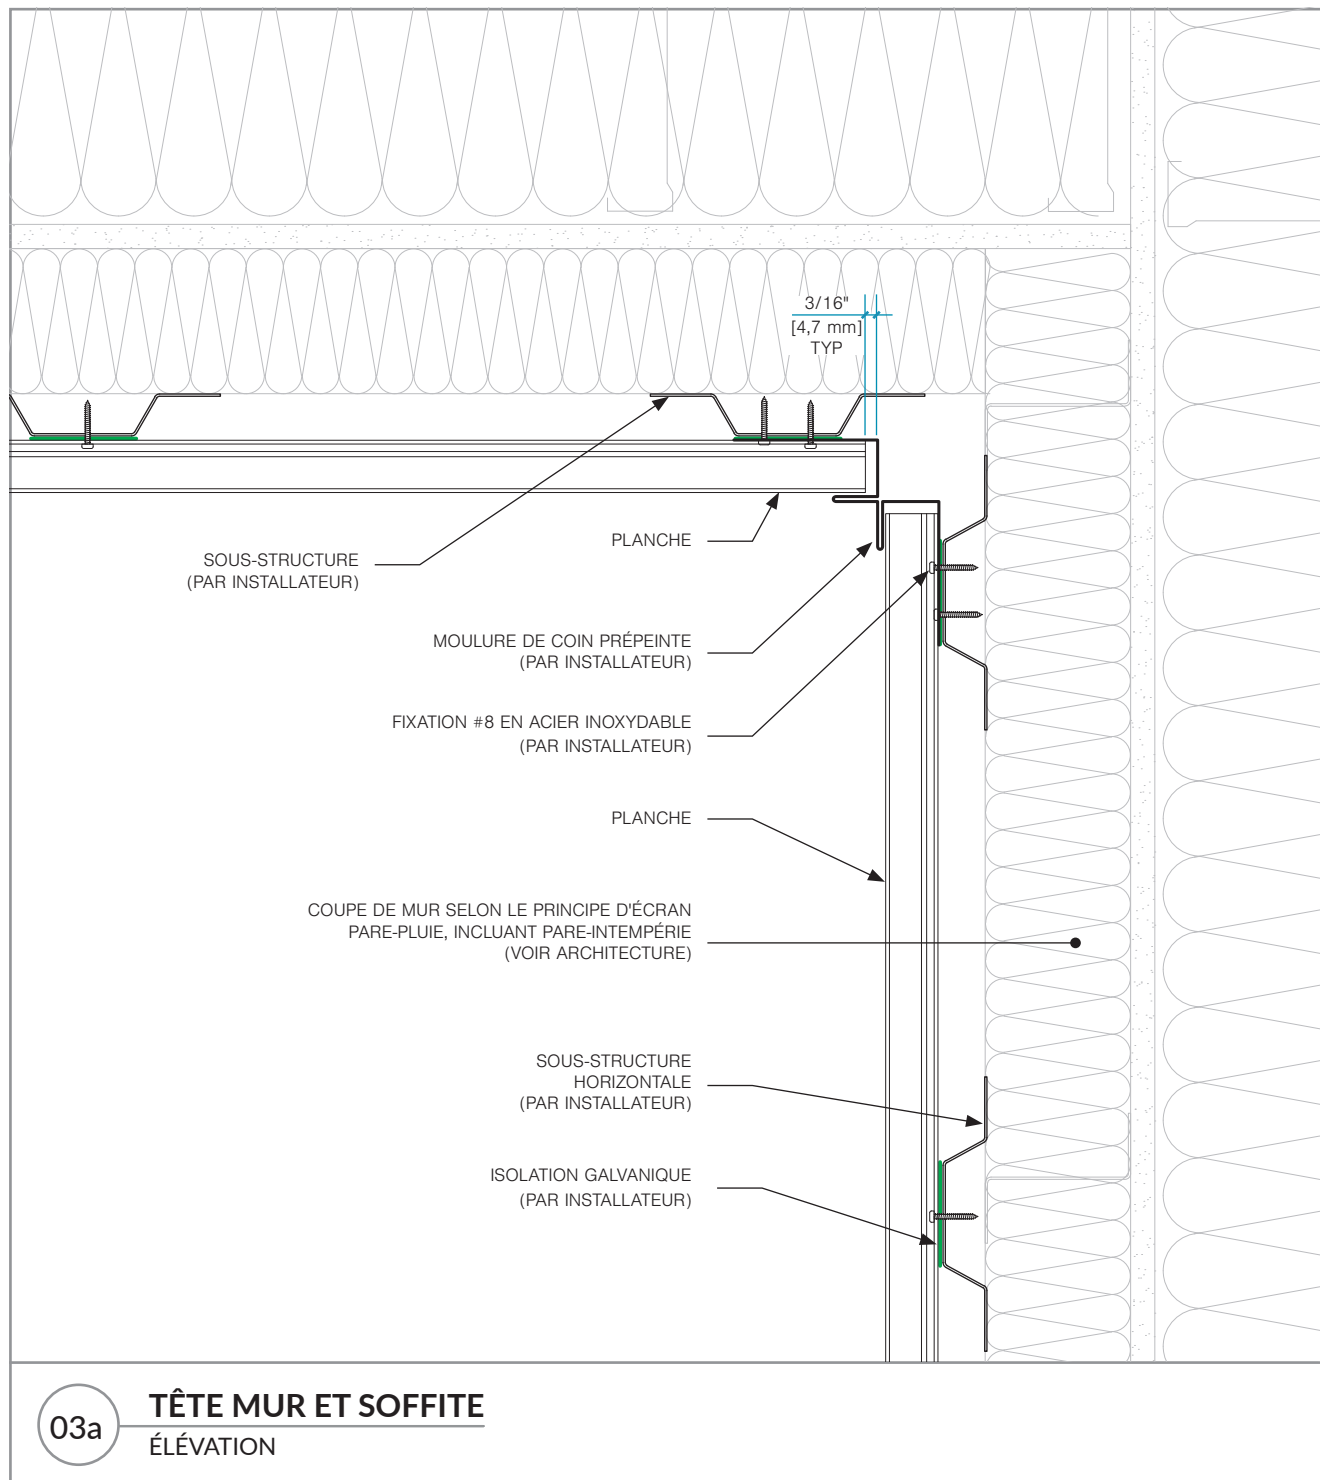 3/16"
[4,7 mm]
TYP
PLANCHE
SOUS-STRUCTURE
(PAR INSTALLATEUR)
MOULURE DE COIN PRÉPEINTE
(PAR INSTALLATEUR)
FIXATION #8 EN ACIER INOXYDABLE
(PAR INSTALLATEUR)
PLANCHE
COUPE DE MUR SELON LE PRINCIPE D'ÉCRAN
PARE-PLUIE, INCLUANT PARE-INTEMPÉRIE
(VOIR ARCHITECTURE)
SOUS-STRUCTURE
HORIZONTALE
(PAR INSTALLATEUR)
ISOLATION GALVANIQUE
(PAR INSTALLATEUR)
03a
TÊTE MUR ET SOFFITE
ÉLÉVATION